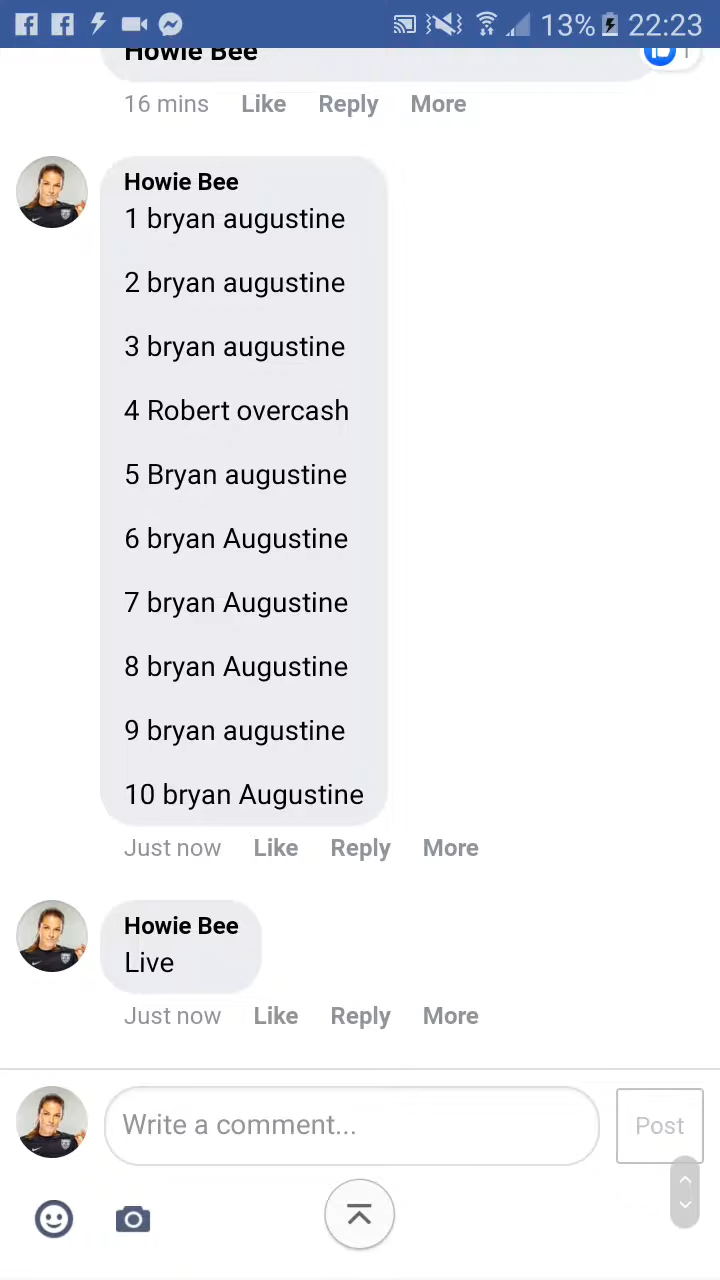 13% 22:23
Howie Bee
1
16 mins Like Reply More
Howie Bee
1 bryan augustine
2 bryan augustine
3 bryan augustine
4 Robert overcash
5 Bryan augustine
6 bryan Augustine
7 bryan Augustine
8 bryan Augustine
9 bryan augustine
10 bryan Augustine
Just now Like Reply More
Howie Bee
Live
Just now Like Reply More
Write a comment...
Post